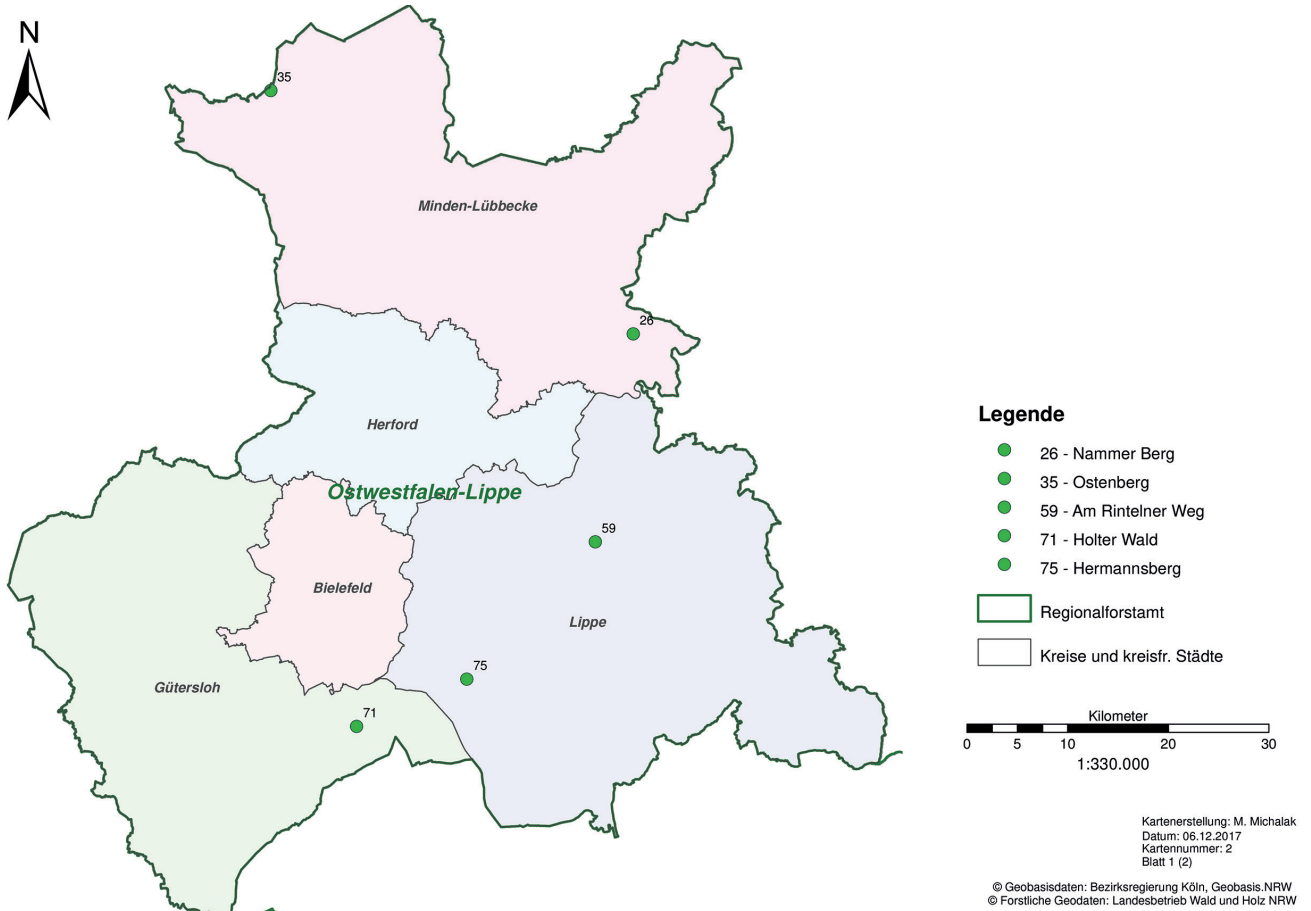 N
35
Minden-Lübbecke
26
Herford
Ostwestfalen-Lippe
59
Bielefeld
Lippe
75
Gütersloh
71
Legende
26 - Nammer Berg
35 - Ostenberg
59 - Am Rintelner Weg
71 - Holter Wald
75 - Hermannsberg
Regionalforstamt
Kreise und kreisfr. Städte
Kilometer
0 5 10 20 30
1:330.000
Kartenerstellung: M. Michalak
Datum: 06.12.2017
Kartennummer: 2
Blatt 1 (2)
© Geobasisdaten: Bezirksregierung Köln, Geobasis.NRW
© Forstliche Geodaten: Landesbetrieb Wald und Holz NRW